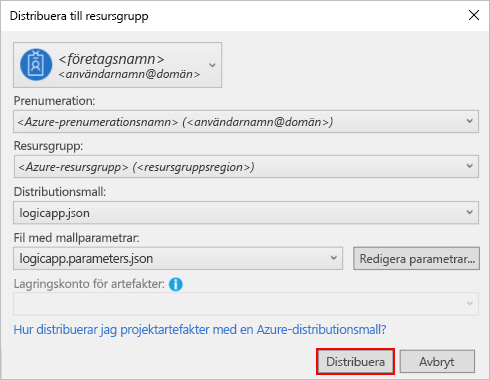 Distribuera till resursgrupp
<företagsnamn>
<användarnamn@domän>
Prenumeration:
<Azure-prenumerationsnamn> (<användarnamn@domän>)
Resursgrupp:
<Azure-resursgrupp> (<resursgruppsregion>)
Distributionsmall:
logicapp.json
Fil med mallparametrar:
logicapp.parameters.json
Redigera parametrar...
Lagringskonto för artefakter:
Hur distribuerar jag projektartefakter med en Azure-distributionsmall?
Distribuera
Avbryt